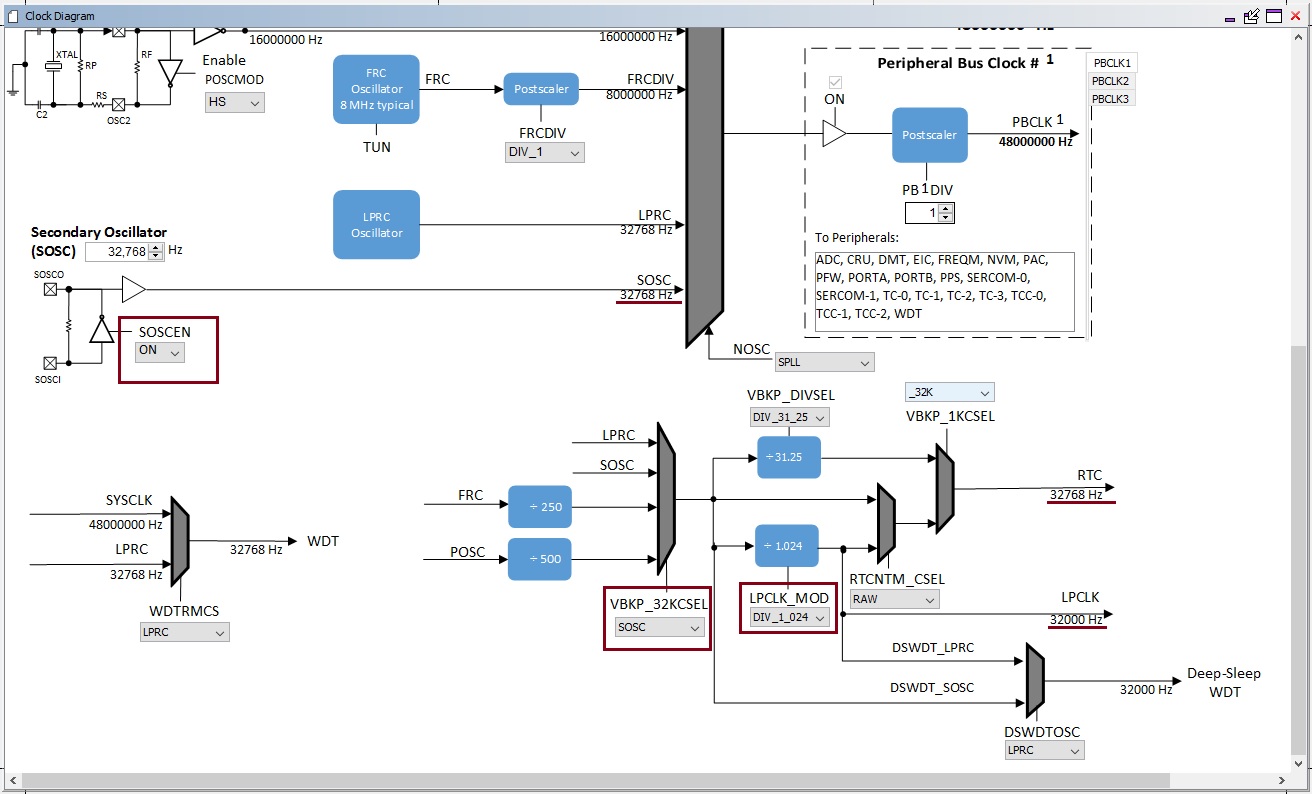 Clock Diagram
16000000 Hz
16000000 Hz
XTAL
RP
RF
RS
C2
OSC2
Enable
POSCMOD
HS
FRC
Oscillator
8 MHz typical
TUN
FRC
Postscaler
FRCDIV
DIV_1
FRCDIV
8000000 Hz
LPRC
Oscillator
LPRC
32768 Hz
Secondary Oscillator
(SOSC) 32,768 Hz
SOSCO
SOSCI
SOSCEN
ON
SOSC
32768 Hz
NOSC
SPLL
Peripheral Bus Clock # 1
PBCLK1
PBCLK2
PBCLK3
ON
Postscaler
PBCLK 1
48000000 Hz
PB 1 DIV
1
To Peripherals:
ADC, CRU, DMT, EIC, FREQM, NVM, PAC,
PFW, PORTA, PORTB, PPS, SERCOM-0,
SERCOM-1, TC-0, TC-1, TC-2, TC-3, TCC-0,
TCC-1, TCC-2, WDT
SYSCLK
48000000 Hz
LPRC
32768 Hz
32768 Hz
WDT
WDTRMCS
LPRC
LPRC
SOSC
FRC
÷ 250
POSC
÷ 500
VBKP_32KCSEL
SOSC
VBKP_DIVSEL
DIV_31_25
÷31.25
÷ 1.024
LPCLK_MOD
DIV_1_024
_32K
VBKP_1KCSEL
RTCNTM_CSEL
RAW
RTC
32768 Hz
LPCLK
32000 Hz
DSWDT_LPRC
DSWDT_SOSC
32000 Hz
Deep-Sleep
WDT
DSWDTOSC
LPRC